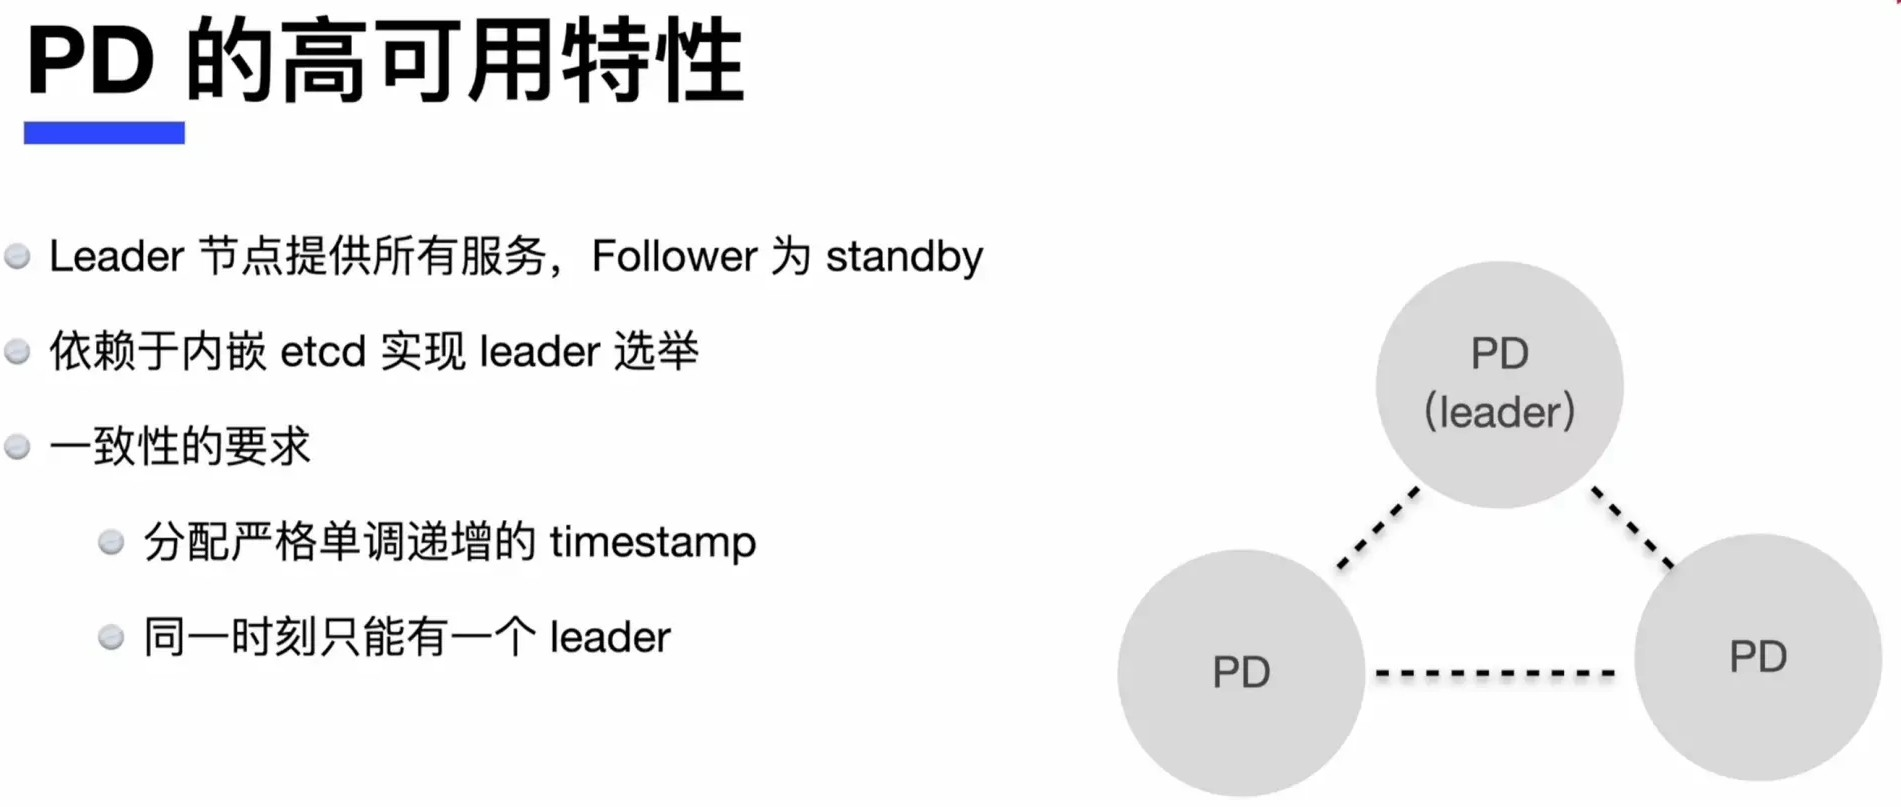 PD 的高可用特性
Leader 节点提供所有服务，Follower 为 standby
依赖于内嵌 etcd 实现 leader 选举
一致性的要求
分配严格单调递增的 timestamp
同一时刻只能有一个 leader
PD
(leader)
PD
PD